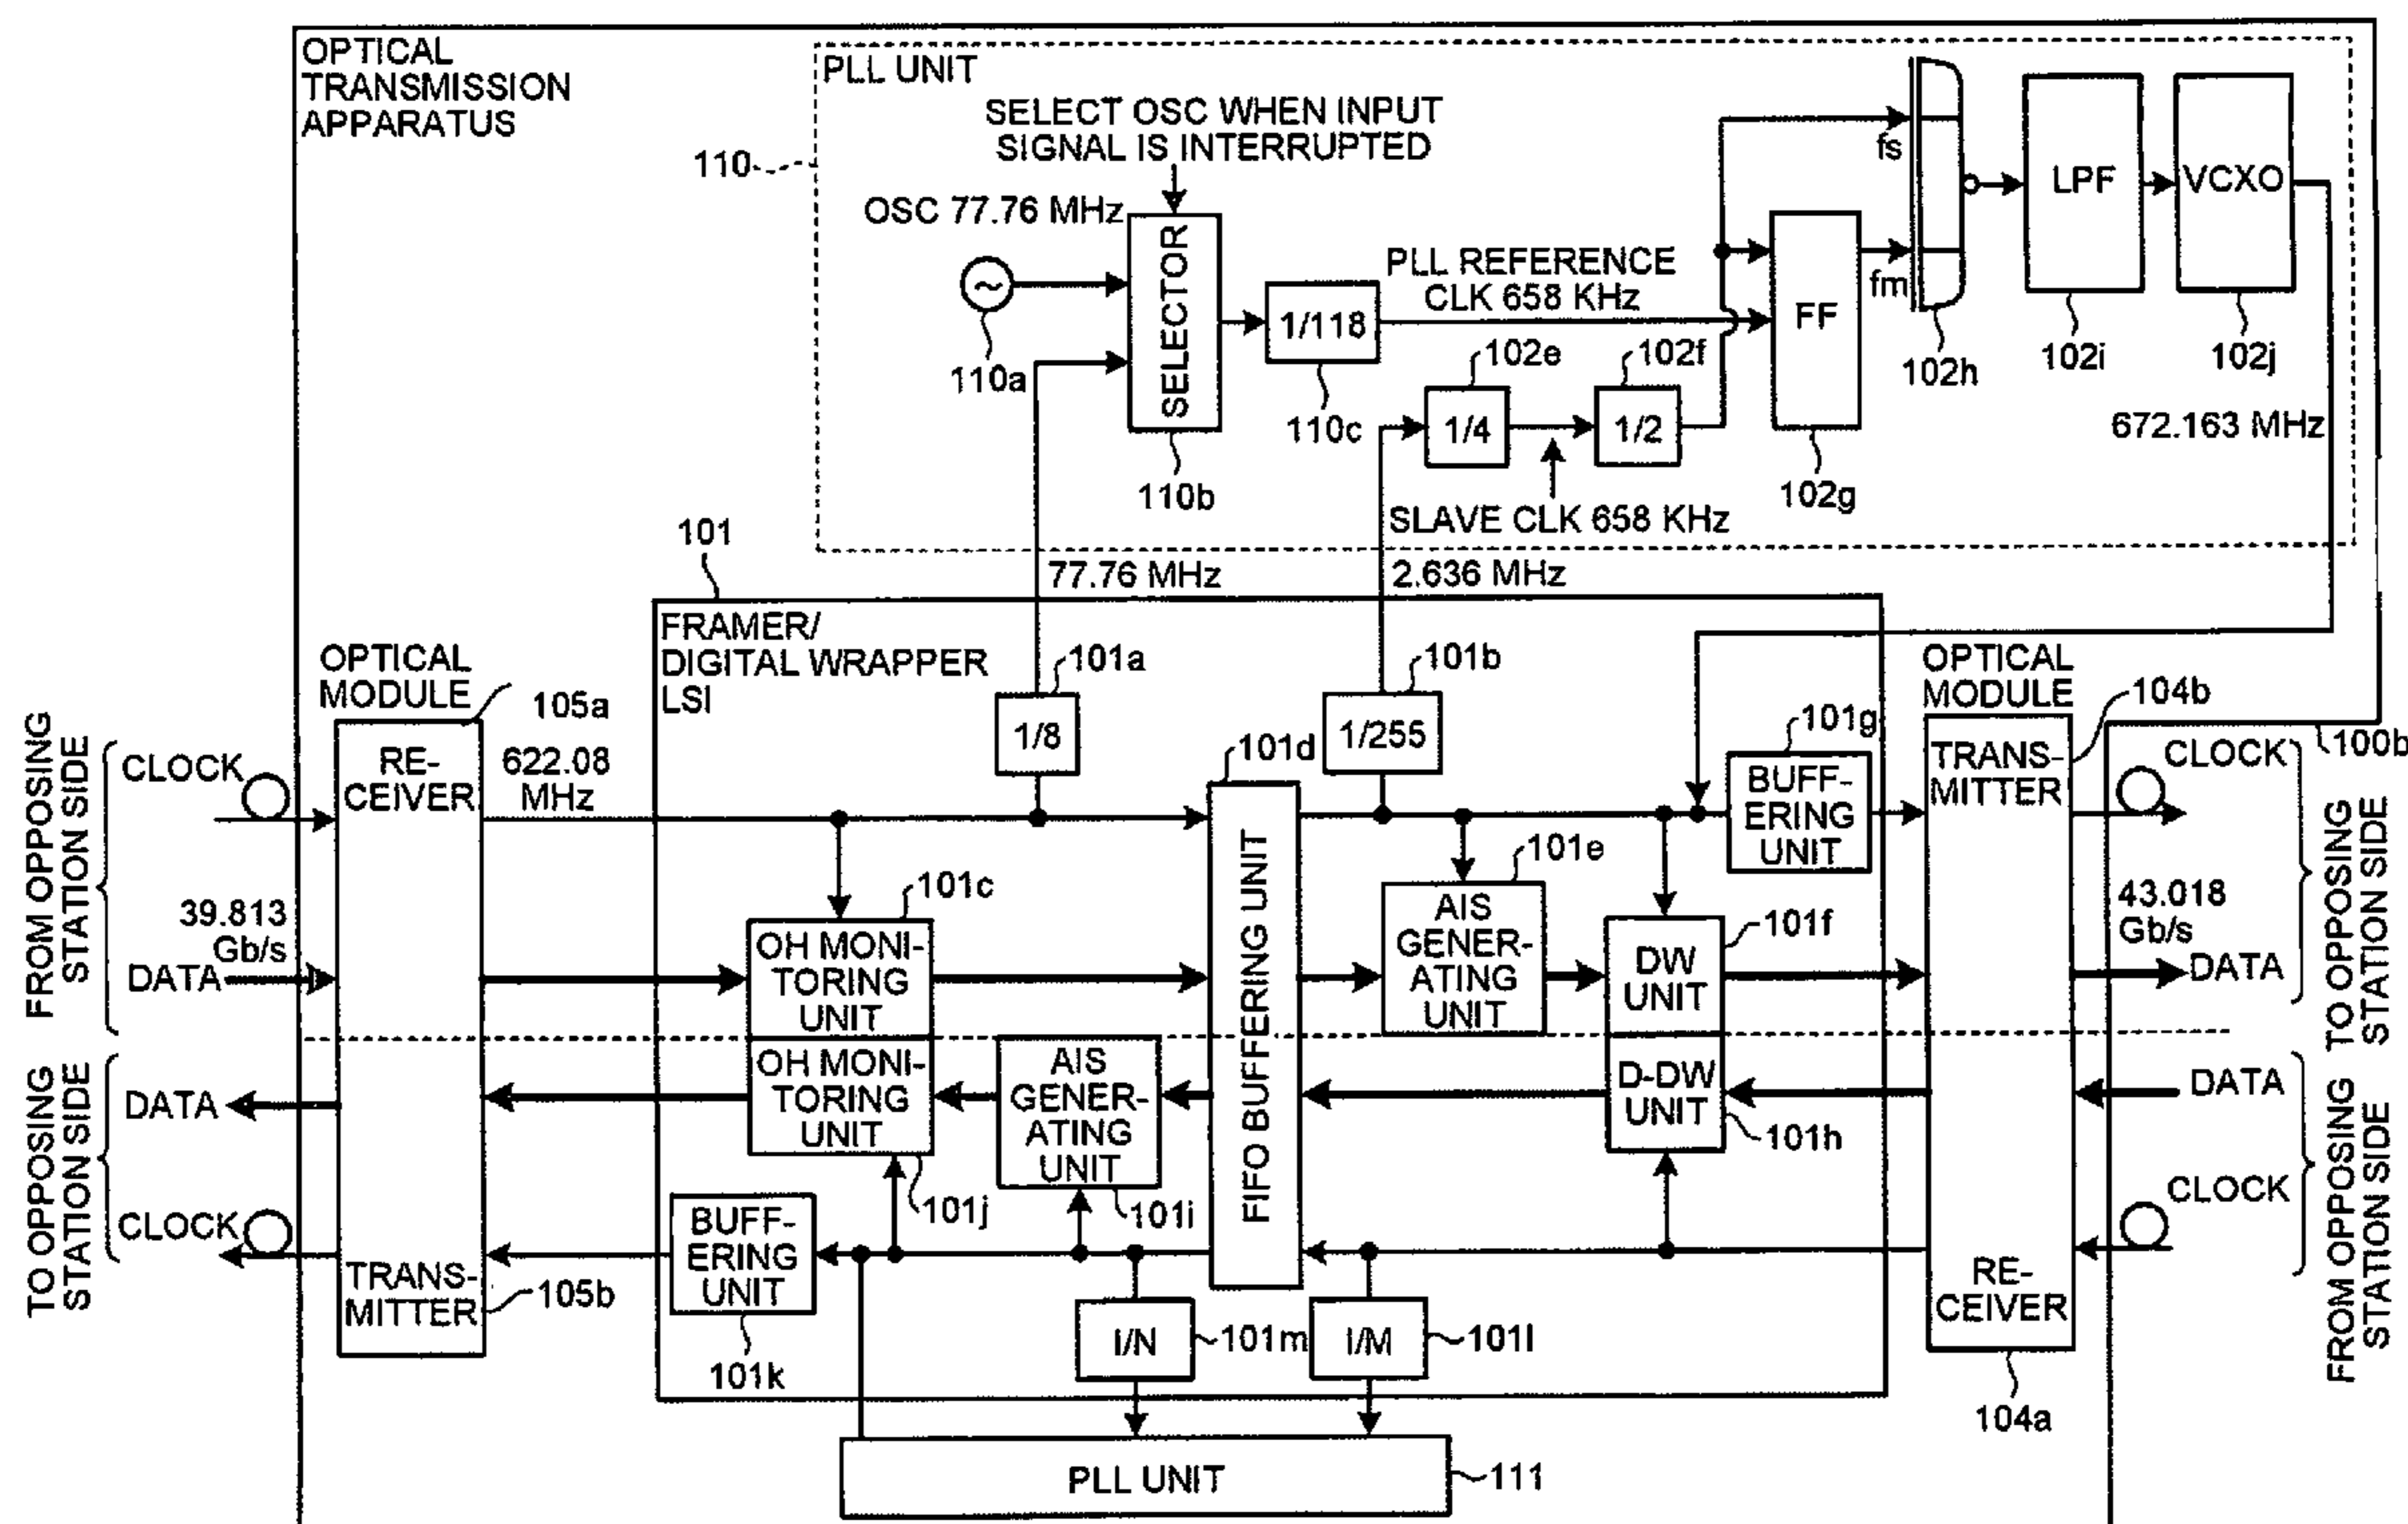 OPTICAL
TRANSMISSION
APPARATUS
PLL UNIT
SELECT OSC WHEN INPUT
SIGNAL IS INTERRUPTED
110
OSC 77.76 MHz
SELECTOR
110a
110b
1/118
110c
PLL REFERENCE
CLK 658 KHz
102e
1/4
102f
1/2
SLAVE CLK 658 KHz
FF
102g
fs
fm
102h
LPF
102i
VCXO
102j
672.163 MHz
101
77.76 MHz
2.636 MHz
FRAMER/
DIGITAL WRAPPER
LSI
101a
1/8
101b
1/255
OPTICAL
MODULE
105a
RE-
CEIVER
622.08
MHz
101d
FIFO BUFFERING UNIT
101g
BUFF-
ERING
UNIT
OPTICAL
MODULE
104b
TRANS-
MITTER
100b
FROM OPPOSING
STATION SIDE
CLOCK
39.813
Gb/s
DATA
101c
OH MONI-
TORING
UNIT
101e
AIS
GENER-
ATING
UNIT
101f
DW
UNIT
CLOCK
43.018
Gb/s
DATA
TO OPPOSING
STATION SIDE
TO OPPOSING
STATION SIDE
DATA
CLOCK
TRANS-
MITTER
105b
OH MONI-
TORING
UNIT
101j
AIS
GENER-
ATING
UNIT
101i
BUFF-
ERING
UNIT
101k
D-DW
UNIT
101h
DATA
CLOCK
FROM OPPOSING
STATION SIDE
RE-
CEIVER
104a
I/N
101m
I/M
101l
PLL UNIT
111